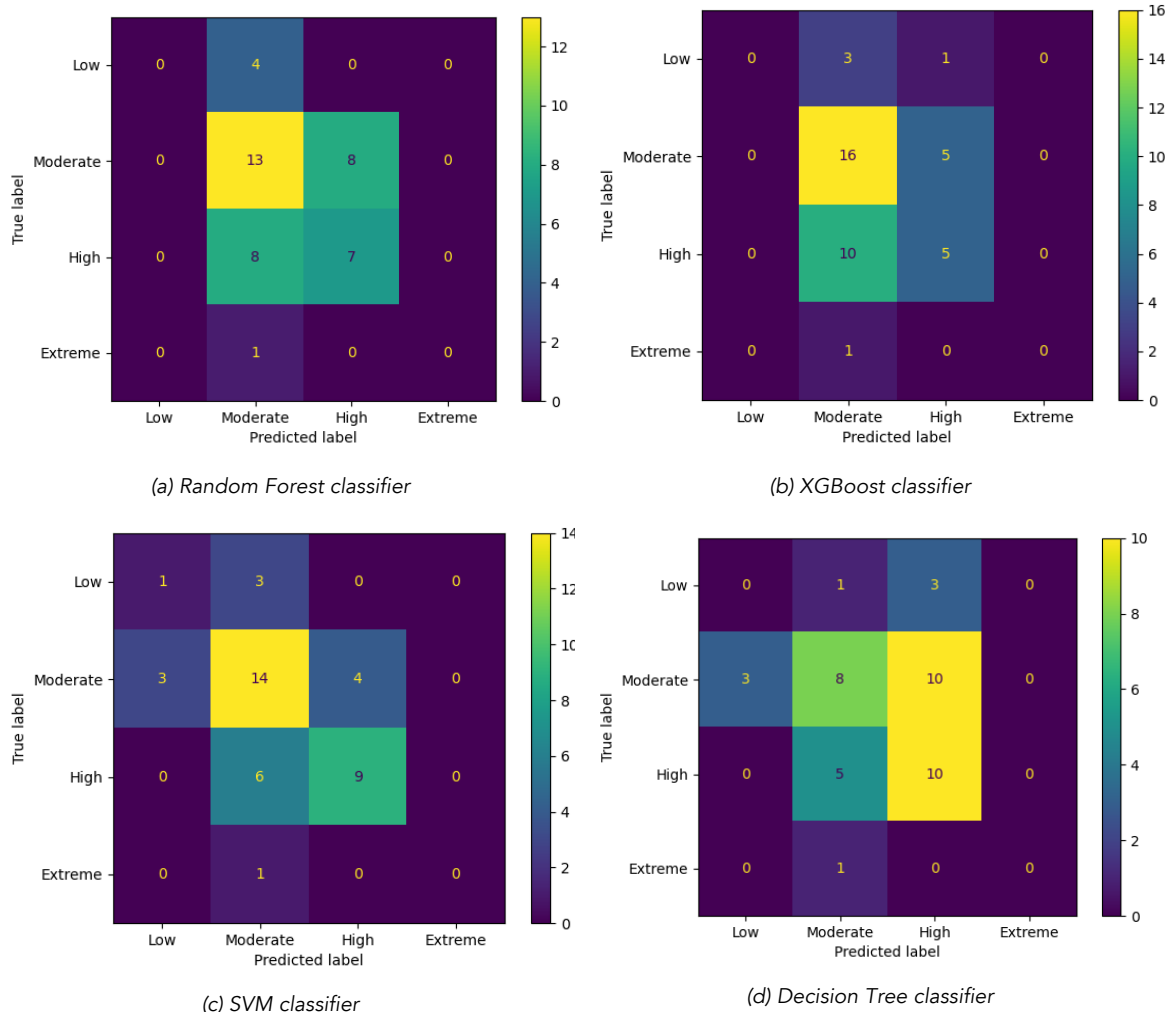 12
Low 0 4 0 0
10
Moderate 0 13 8 0
8
6
High 0 8 7 0
4
2
Extreme 0 1 0 0
0
Low Moderate High Extreme
Predicted label
True label
(a) Random Forest classifier
16
14
Low 0 3 1 0
12
Moderate 0 16 5 0
10
8
6
High 0 10 5 0
4
2
Extreme 0 1 0 0
0
Low Moderate High Extreme
Predicted label
True label
(b) XGBoost classifier
14
Low 1 3 0 0
12
10
Moderate 3 14 4 0
8
6
High 0 6 9 0
4
2
Extreme 0 1 0 0
0
Low Moderate High Extreme
Predicted label
True label
(c) SVM classifier
10
Low 0 1 3 0
8
Moderate 3 8 10 0
6
4
High 0 5 10 0
2
Extreme 0 1 0 0
0
Low Moderate High Extreme
Predicted label
True label
(d) Decision Tree classifier